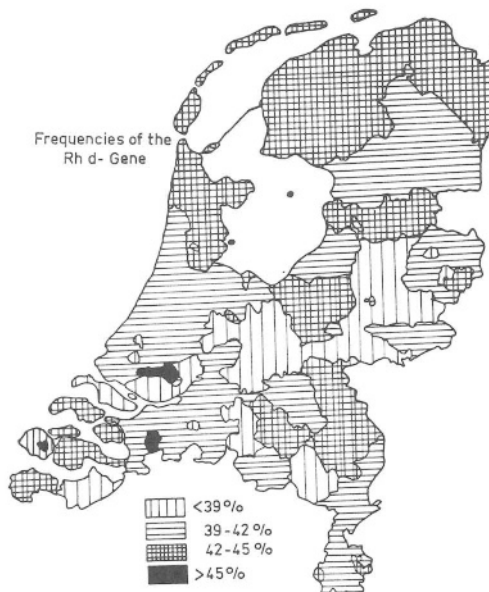 Frequencies of the
Rh d- Gene
<39%
39-42%
42-45%
>45%